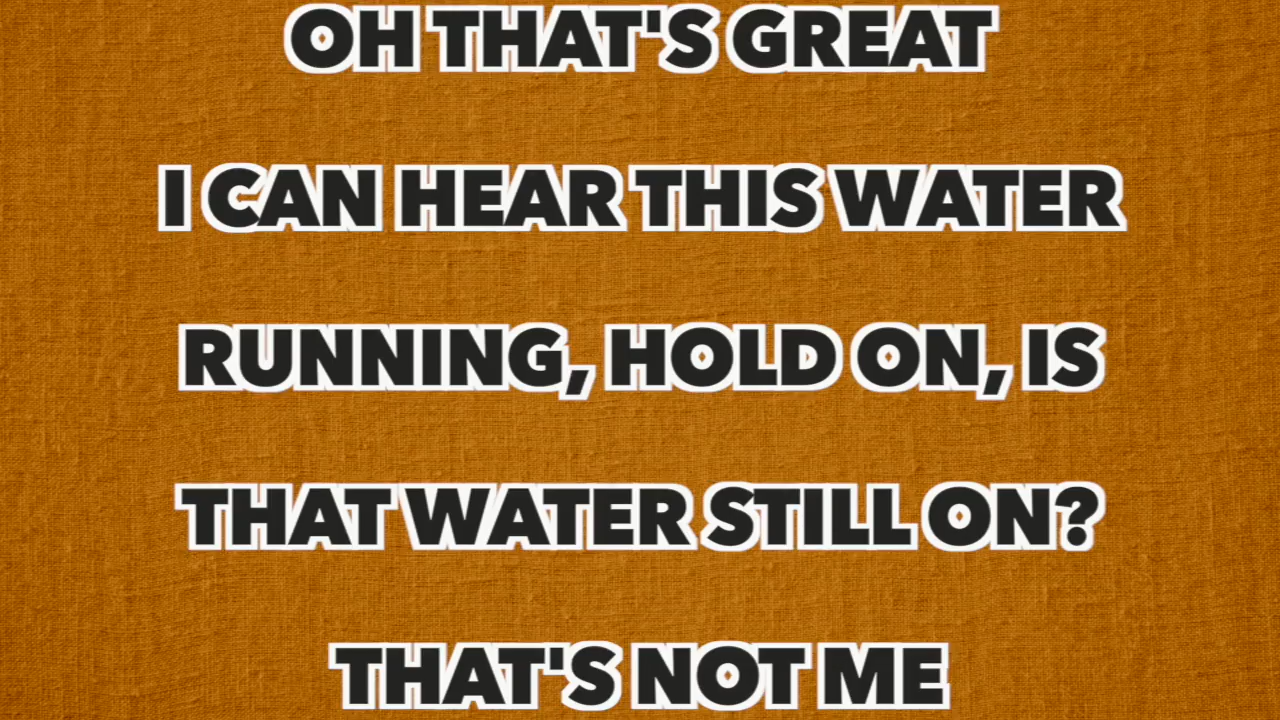 OH THAT'S GREAT
I CAN HEAR THIS WATER
RUNNING, HOLD ON, IS
THAT WATER STILL ON?
THAT'S NOT ME